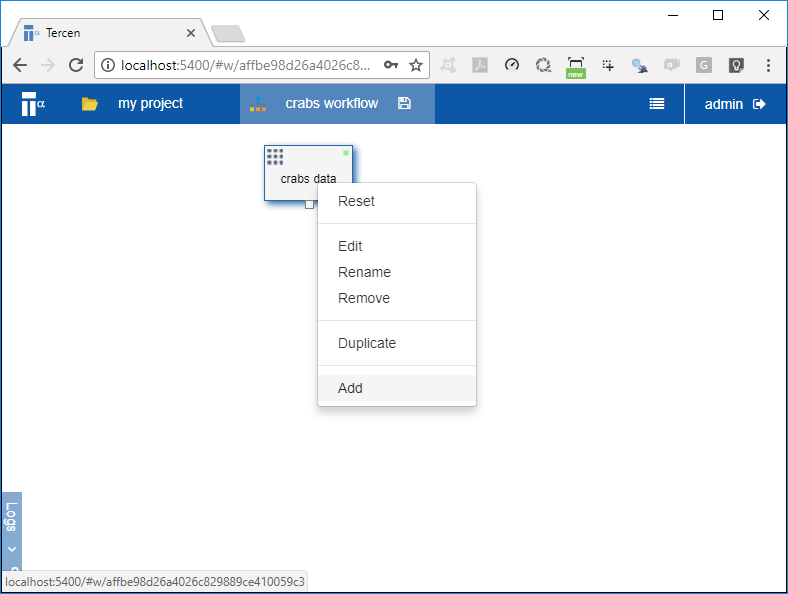 Tercen
localhost:5400/#w/affbe98d26a4026c8...
new
G
my project
crabs workflow
admin
crabs data
Reset
Edit
Rename
Remove
Duplicate
Add
Logs
localhost:5400/#w/affbe98d26a4026c829889ce410059c3